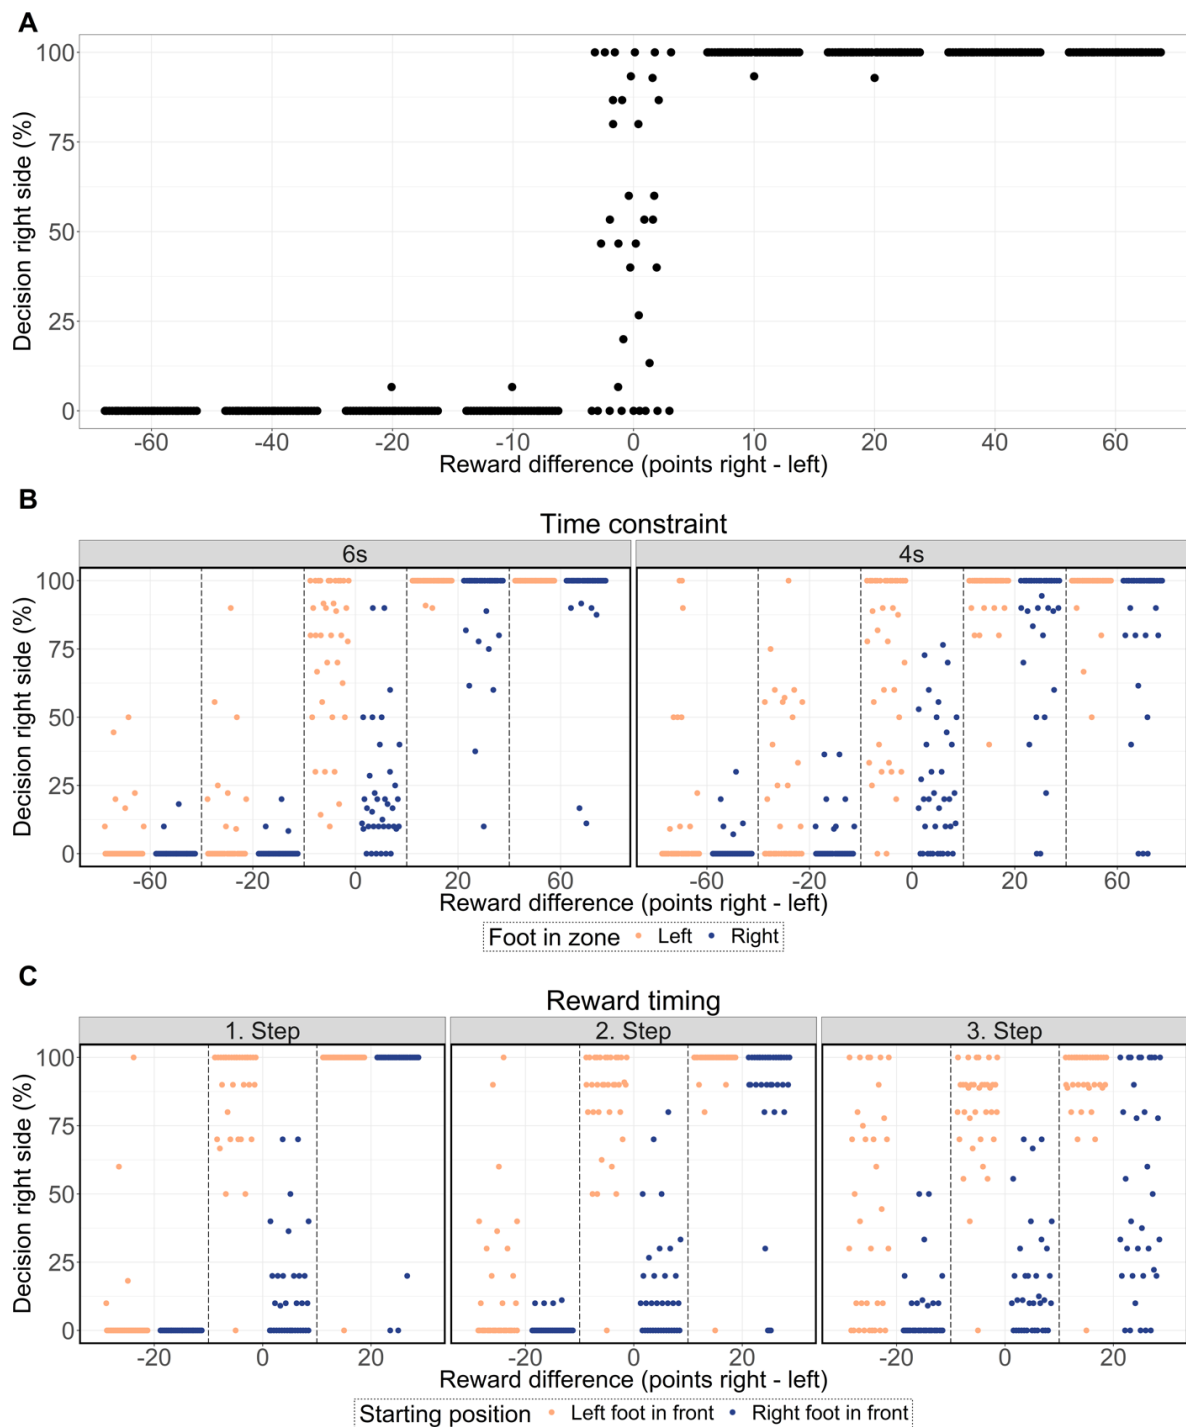 A
Decision right side (%)
100
75
50
25
0
-60 -40 -20 -10 0 10 20 40 60
Reward difference (points right - left)
B
Time constraint
6s 4s
Decision right side (%)
100
75
50
25
0
-60 -20 0 20 60 -60 -20 0 20 60
Reward difference (points right - left)
Foot in zone Left Right
C
Reward timing
1. Step 2. Step 3. Step
Decision right side (%)
100
75
50
25
0
-20 0 20 -20 0 20 -20 0 20
Reward difference (points right - left)
Starting position Left foot in front Right foot in front